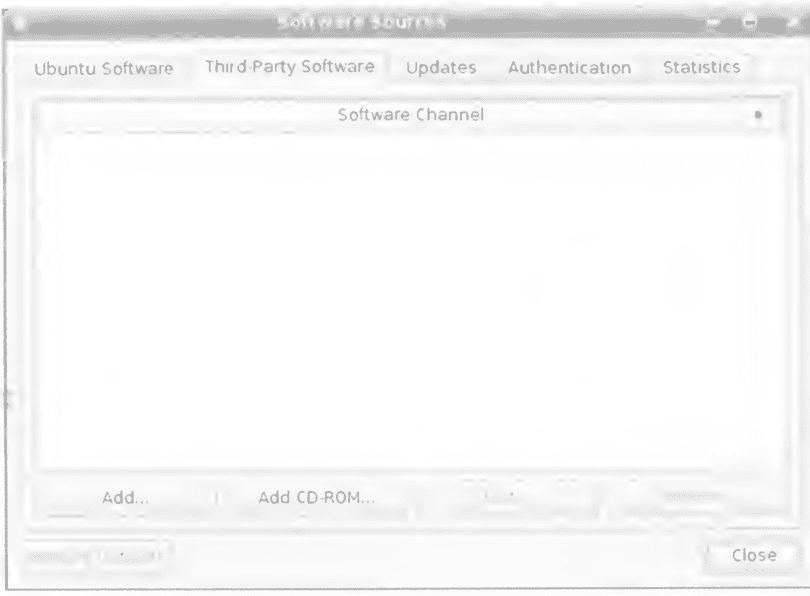 Software Sources
Ubuntu Software Third-Party Software Updates Authentication Statistics
Software Channel
Add... Add CD-ROM...
Close